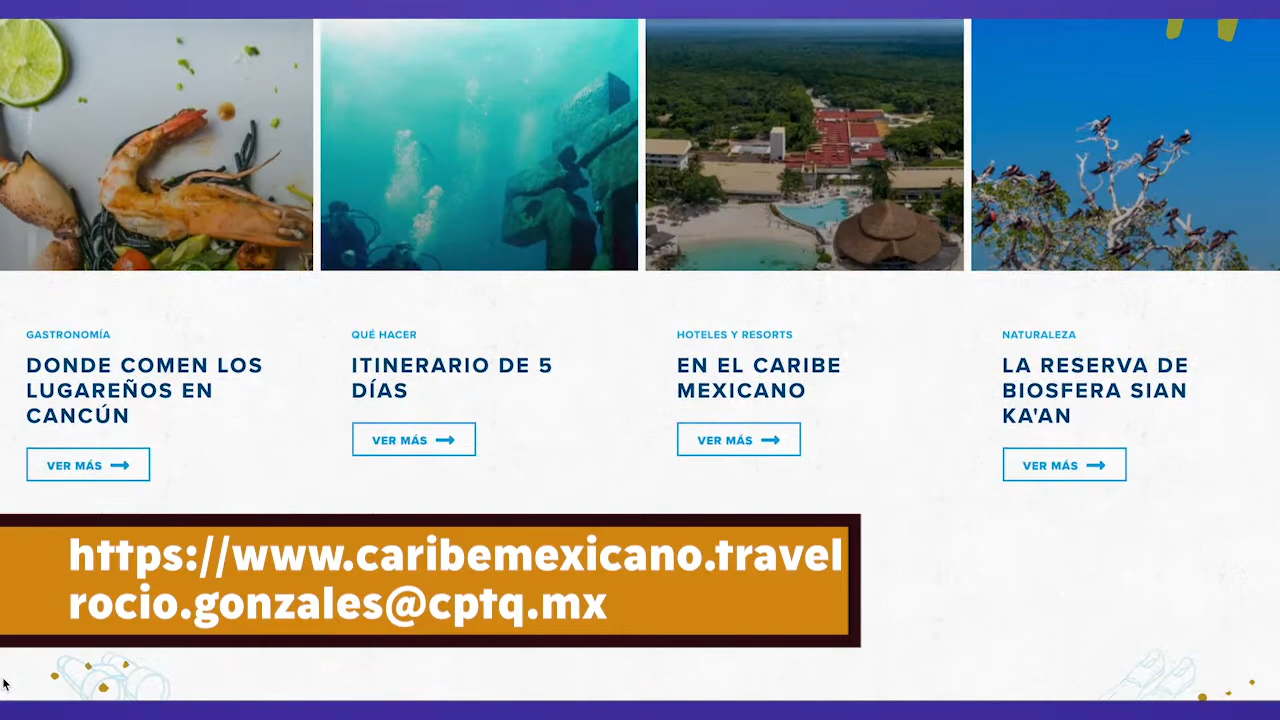 GASTRONOMÍA
DONDE COMEN LOS
LUGAREÑOS EN
CANCÚN
VER MÁS
QUÉ HACER
ITINERARIO DE 5
DÍAS
VER MÁS
HOTELES Y RESORTS
EN EL CARIBE
MEXICANO
VER MÁS
NATURALEZA
LA RESERVA DE
BIOSFERA SIAN
KA'AN
VER MÁS
https://www.caribemexicano.travel
rocio.gonzales@cptq.mx